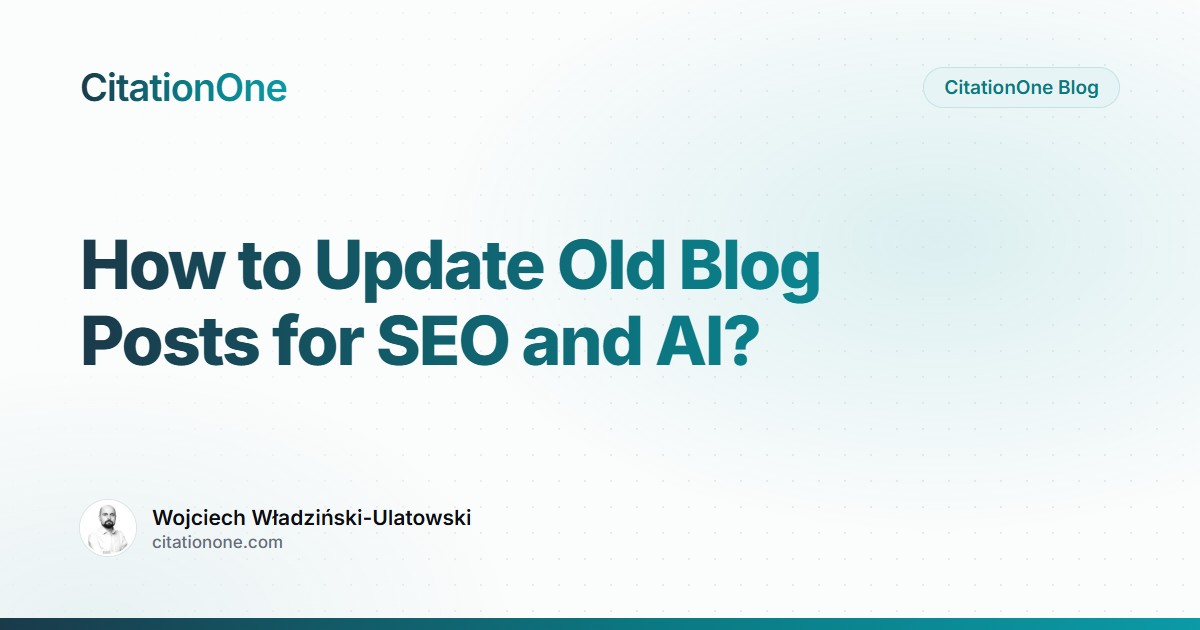 CitationOne
CitationOne Blog
How to Update Old Blog
Posts for SEO and AI?
Wojciech Władziński-Ulatowski
citationone.com